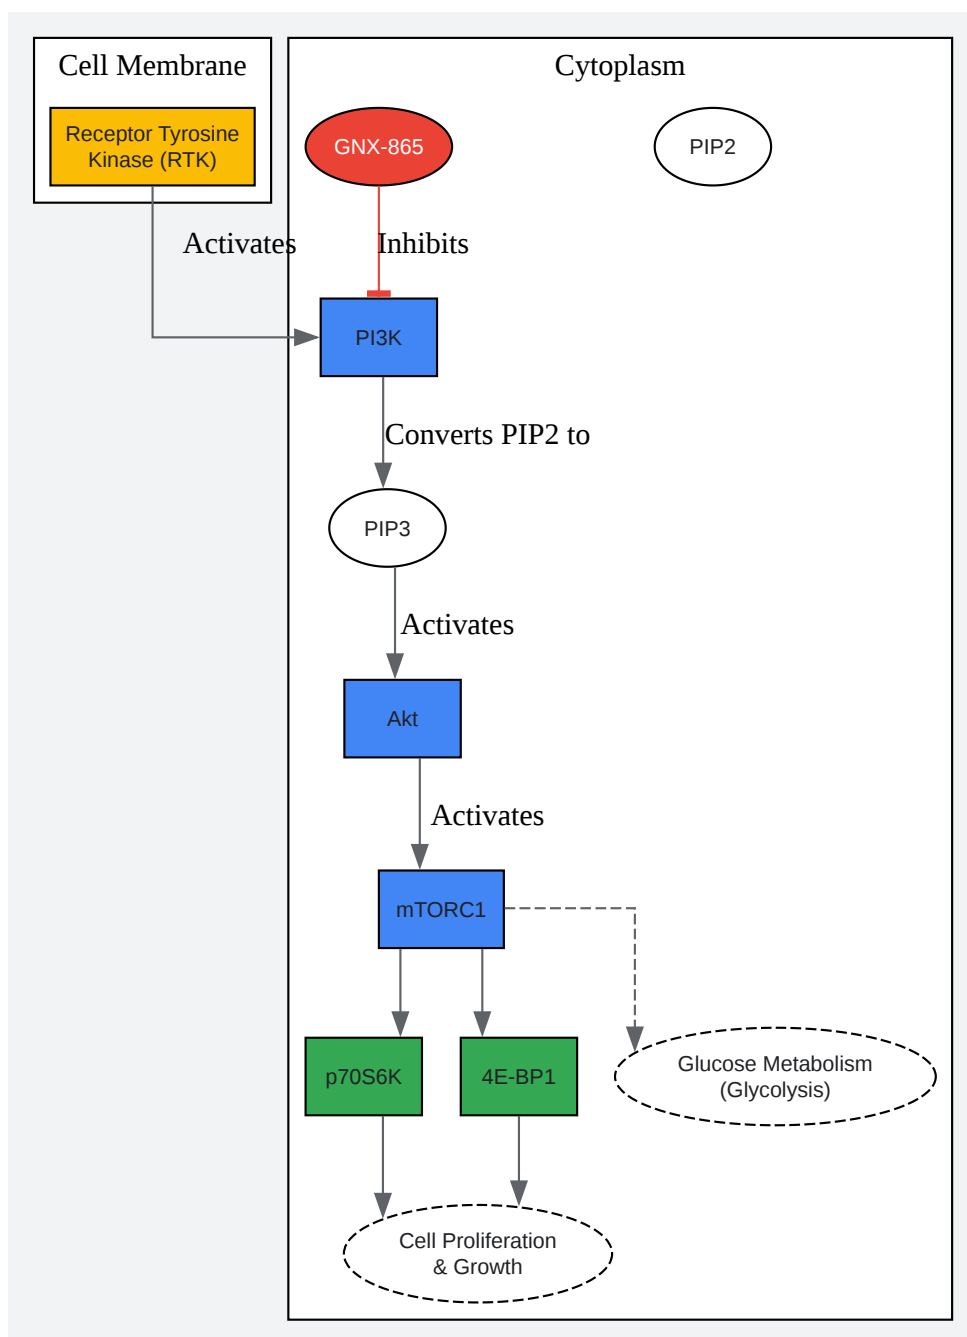 Cell Membrane
Cytoplasm
Receptor Tyrosine
Kinase (RTK)
GNX-865
PIP2
Activates
Inhibits
PI3K
Converts PIP2 to
PIP3
Activates
Akt
Activates
mTORC1
p70S6K
4E-BP1
Glucose Metabolism
(Glycolysis)
Cell Proliferation
& Growth